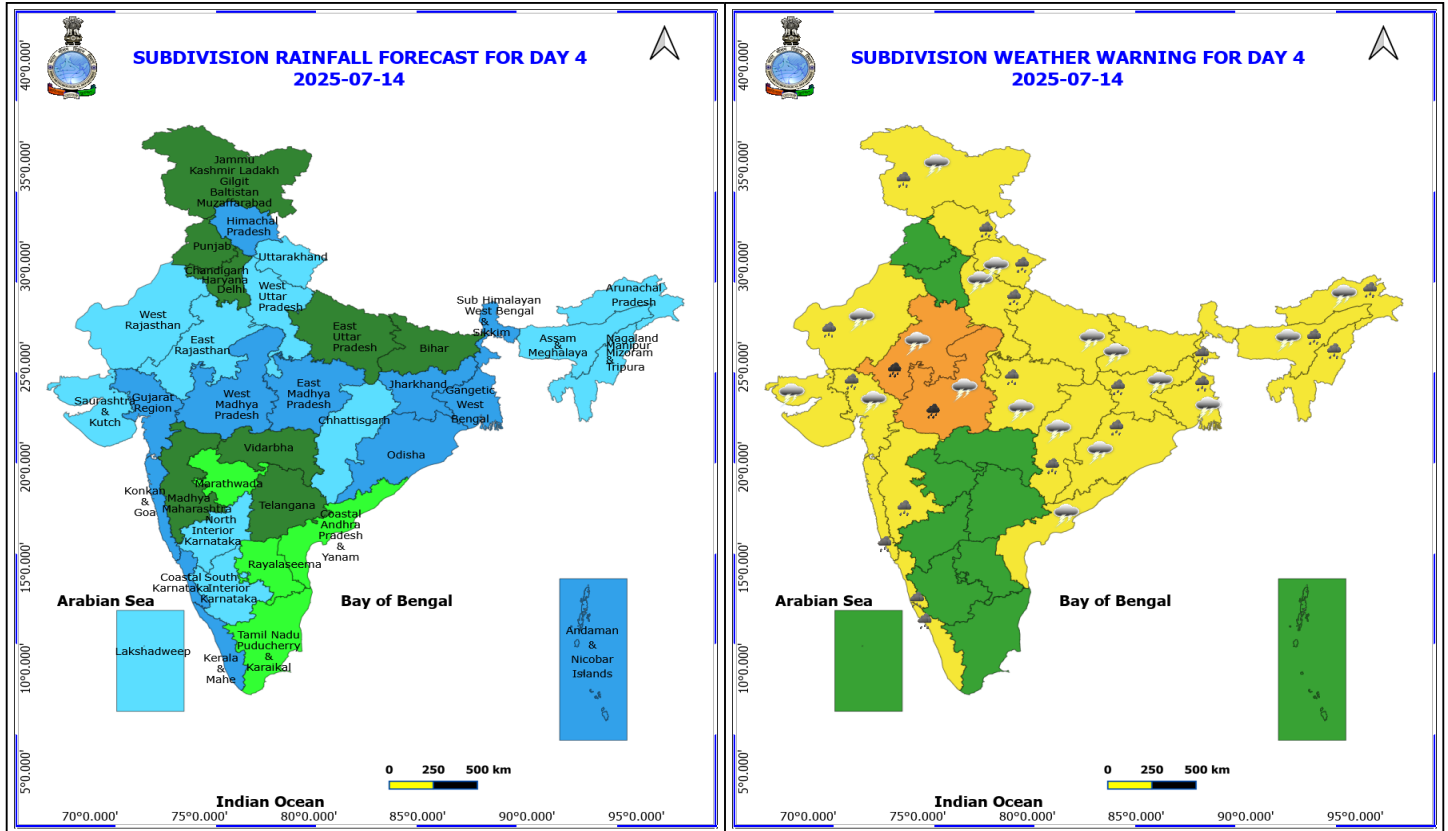 SUBDIVISION RAINFALL FORECAST FOR DAY 4
2025-07-14
40°0.000'
35°0.000'
30°0.000'
25°0.000'
20°0.000'
15°0.000'
10°0.000'
5°0.000'
Jammu
Kashmir Ladakh
Gilgit
Baltistan
Muzaffarabad
Himachal
Pradesh
Punjab
Uttarakhand
Chandigarh
Haryana
Delhi
West
Uttar
Pradesh
West
Rajasthan
East
Rajasthan
East
Uttar
Pradesh
Bihar
Sub Himalayan
West Bengal
&
Sikkim
Arunachal
Pradesh
Assam
&
Meghalaya
Nagaland
Manipur
Mizoram
&
Tripura
Saurashtra
&
Kutch
Gujarat
Region
West
Madhya
Pradesh
East
Madhya
Pradesh
Jharkhand
Gangetic
West
Bengal
Chhattisgarh
Odisha
Vidarbha
Marathwada
Konkan
&
Goa
Madhya
Maharashtra
Telangana
North
Interior
Karnataka
Coastal
Andhra
Pradesh
&
Yanam
Rayalaseema
Coastal
Karnataka
South
Interior
Karnataka
Arabian Sea
Bay of Bengal
Lakshadweep
Tamil Nadu
Puducherry
&
Karaikal
Kerala
&
Mahe
Andaman
&
Nicobar
Islands
0 250 500 km
Indian Ocean
70°0.000' 75°0.000' 80°0.000' 85°0.000' 90°0.000' 95°0.000'
SUBDIVISION WEATHER WARNING FOR DAY 4
2025-07-14
40°0.000'
35°0.000'
30°0.000'
25°0.000'
20°0.000'
15°0.000'
10°0.000'
5°0.000'
Arabian Sea
Bay of Bengal
0 250 500 km
Indian Ocean
70°0.000' 75°0.000' 80°0.000' 85°0.000' 90°0.000' 95°0.000'